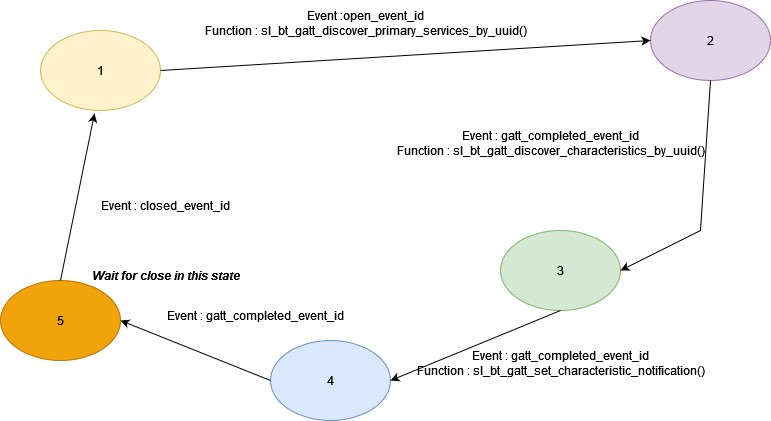 Event :open_event_id
Function : sl_bt_gatt_discover_primary_services_by_uuid()
1
2
Event : gatt_completed_event_id
Function : sl_bt_gatt_discover_characteristics_by_uuid()
Event : closed_event_id
3
Wait for close in this state
5
Event : gatt_completed_event_id
4
Event : gatt_completed_event_id
Function : sl_bt_gatt_set_characteristic_notification()